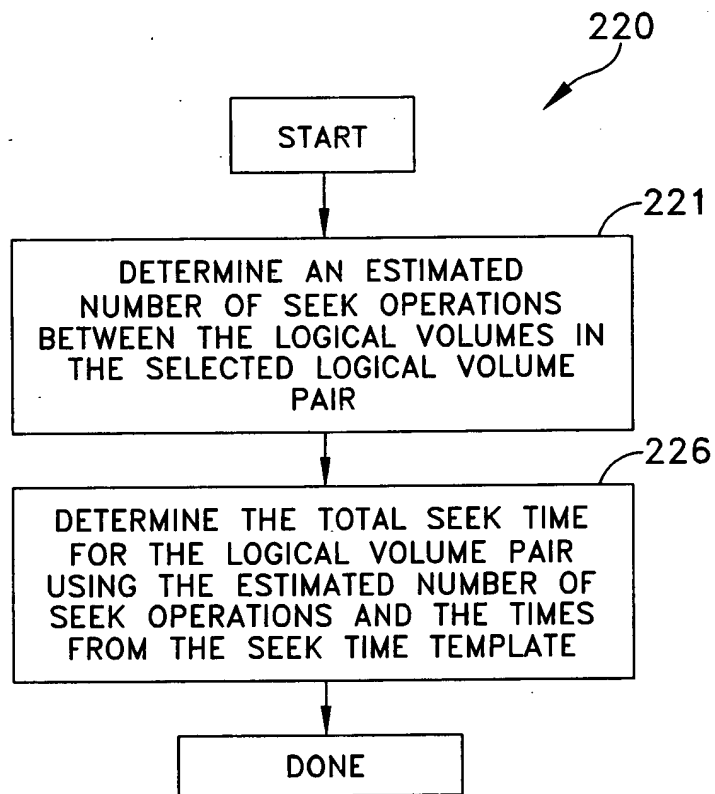 220
START
221
DETERMINE AN ESTIMATED
NUMBER OF SEEK OPERATIONS
BETWEEN THE LOGICAL VOLUMES IN
THE SELECTED LOGICAL VOLUME
PAIR
226
DETERMINE THE TOTAL SEEK TIME
FOR THE LOGICAL VOLUME PAIR
USING THE ESTIMATED NUMBER OF
SEEK OPERATIONS AND THE TIMES
FROM THE SEEK TIME TEMPLATE
DONE